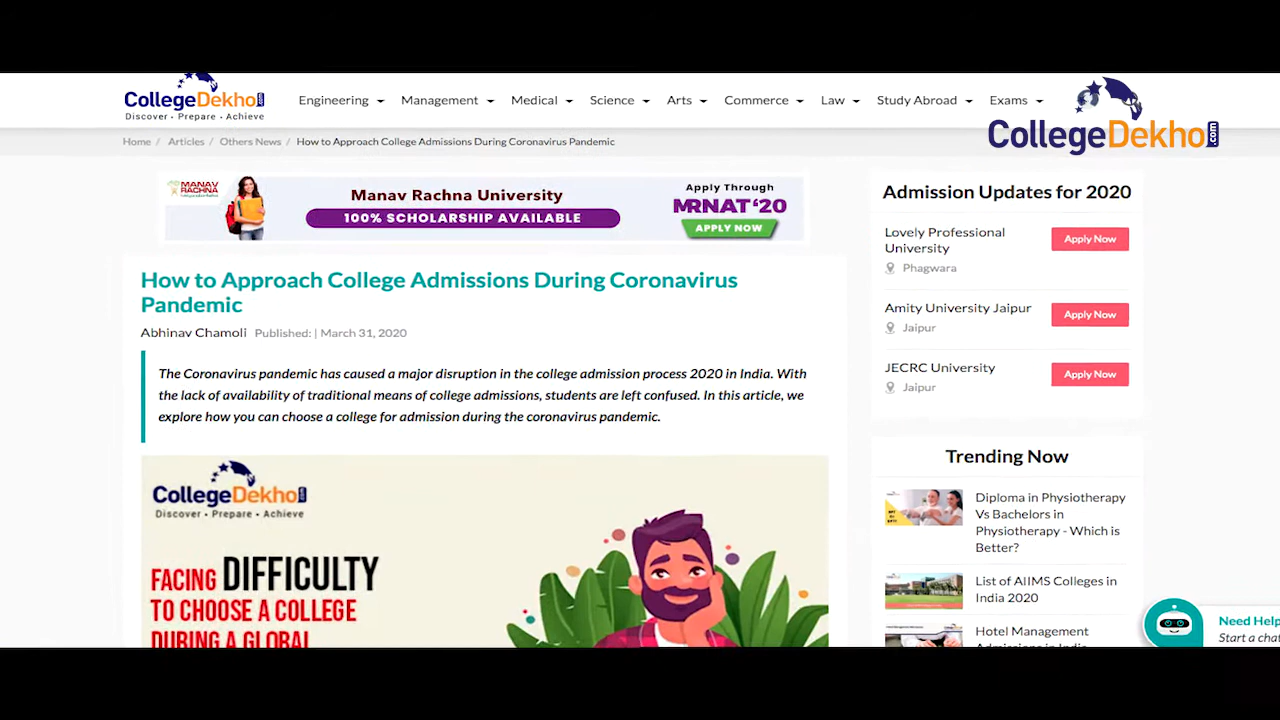 CollegeDekho.com
Discover • Prepare • Achieve
Engineering Management Medical Science Arts Commerce Law Study Abroad Exams
CollegeDekho.com
Home / Articles / Others News / How to Approach College Admissions During Coronavirus Pandemic
MANAV RACHNA
Manav Rachna University
100% SCHOLARSHIP AVAILABLE
Apply Through
MRNAT‘20
APPLY NOW
How to Approach College Admissions During Coronavirus
Pandemic
Abhinav Chamoli Published: | March 31, 2020
The Coronavirus pandemic has caused a major disruption in the college admission process 2020 in India. With
the lack of availability of traditional means of college admissions, students are left confused. In this article, we
explore how you can choose a college for admission during the coronavirus pandemic.
CollegeDekho.com
Discover • Prepare • Achieve
FACING DIFFICULTY
TO CHOOSE A COLLEGE
DURING A GLOBAL
Admission Updates for 2020
Lovely Professional
University
Apply Now
Phagwara
Amity University Jaipur
Apply Now
Jaipur
JECRC University
Apply Now
Jaipur
Trending Now
Diploma in Physiotherapy
Vs Bachelors in
Physiotherapy - Which is
Better?
List of AIIMS Colleges in
India 2020
Hotel Management
Admissions in India
Need Help
Start a chat